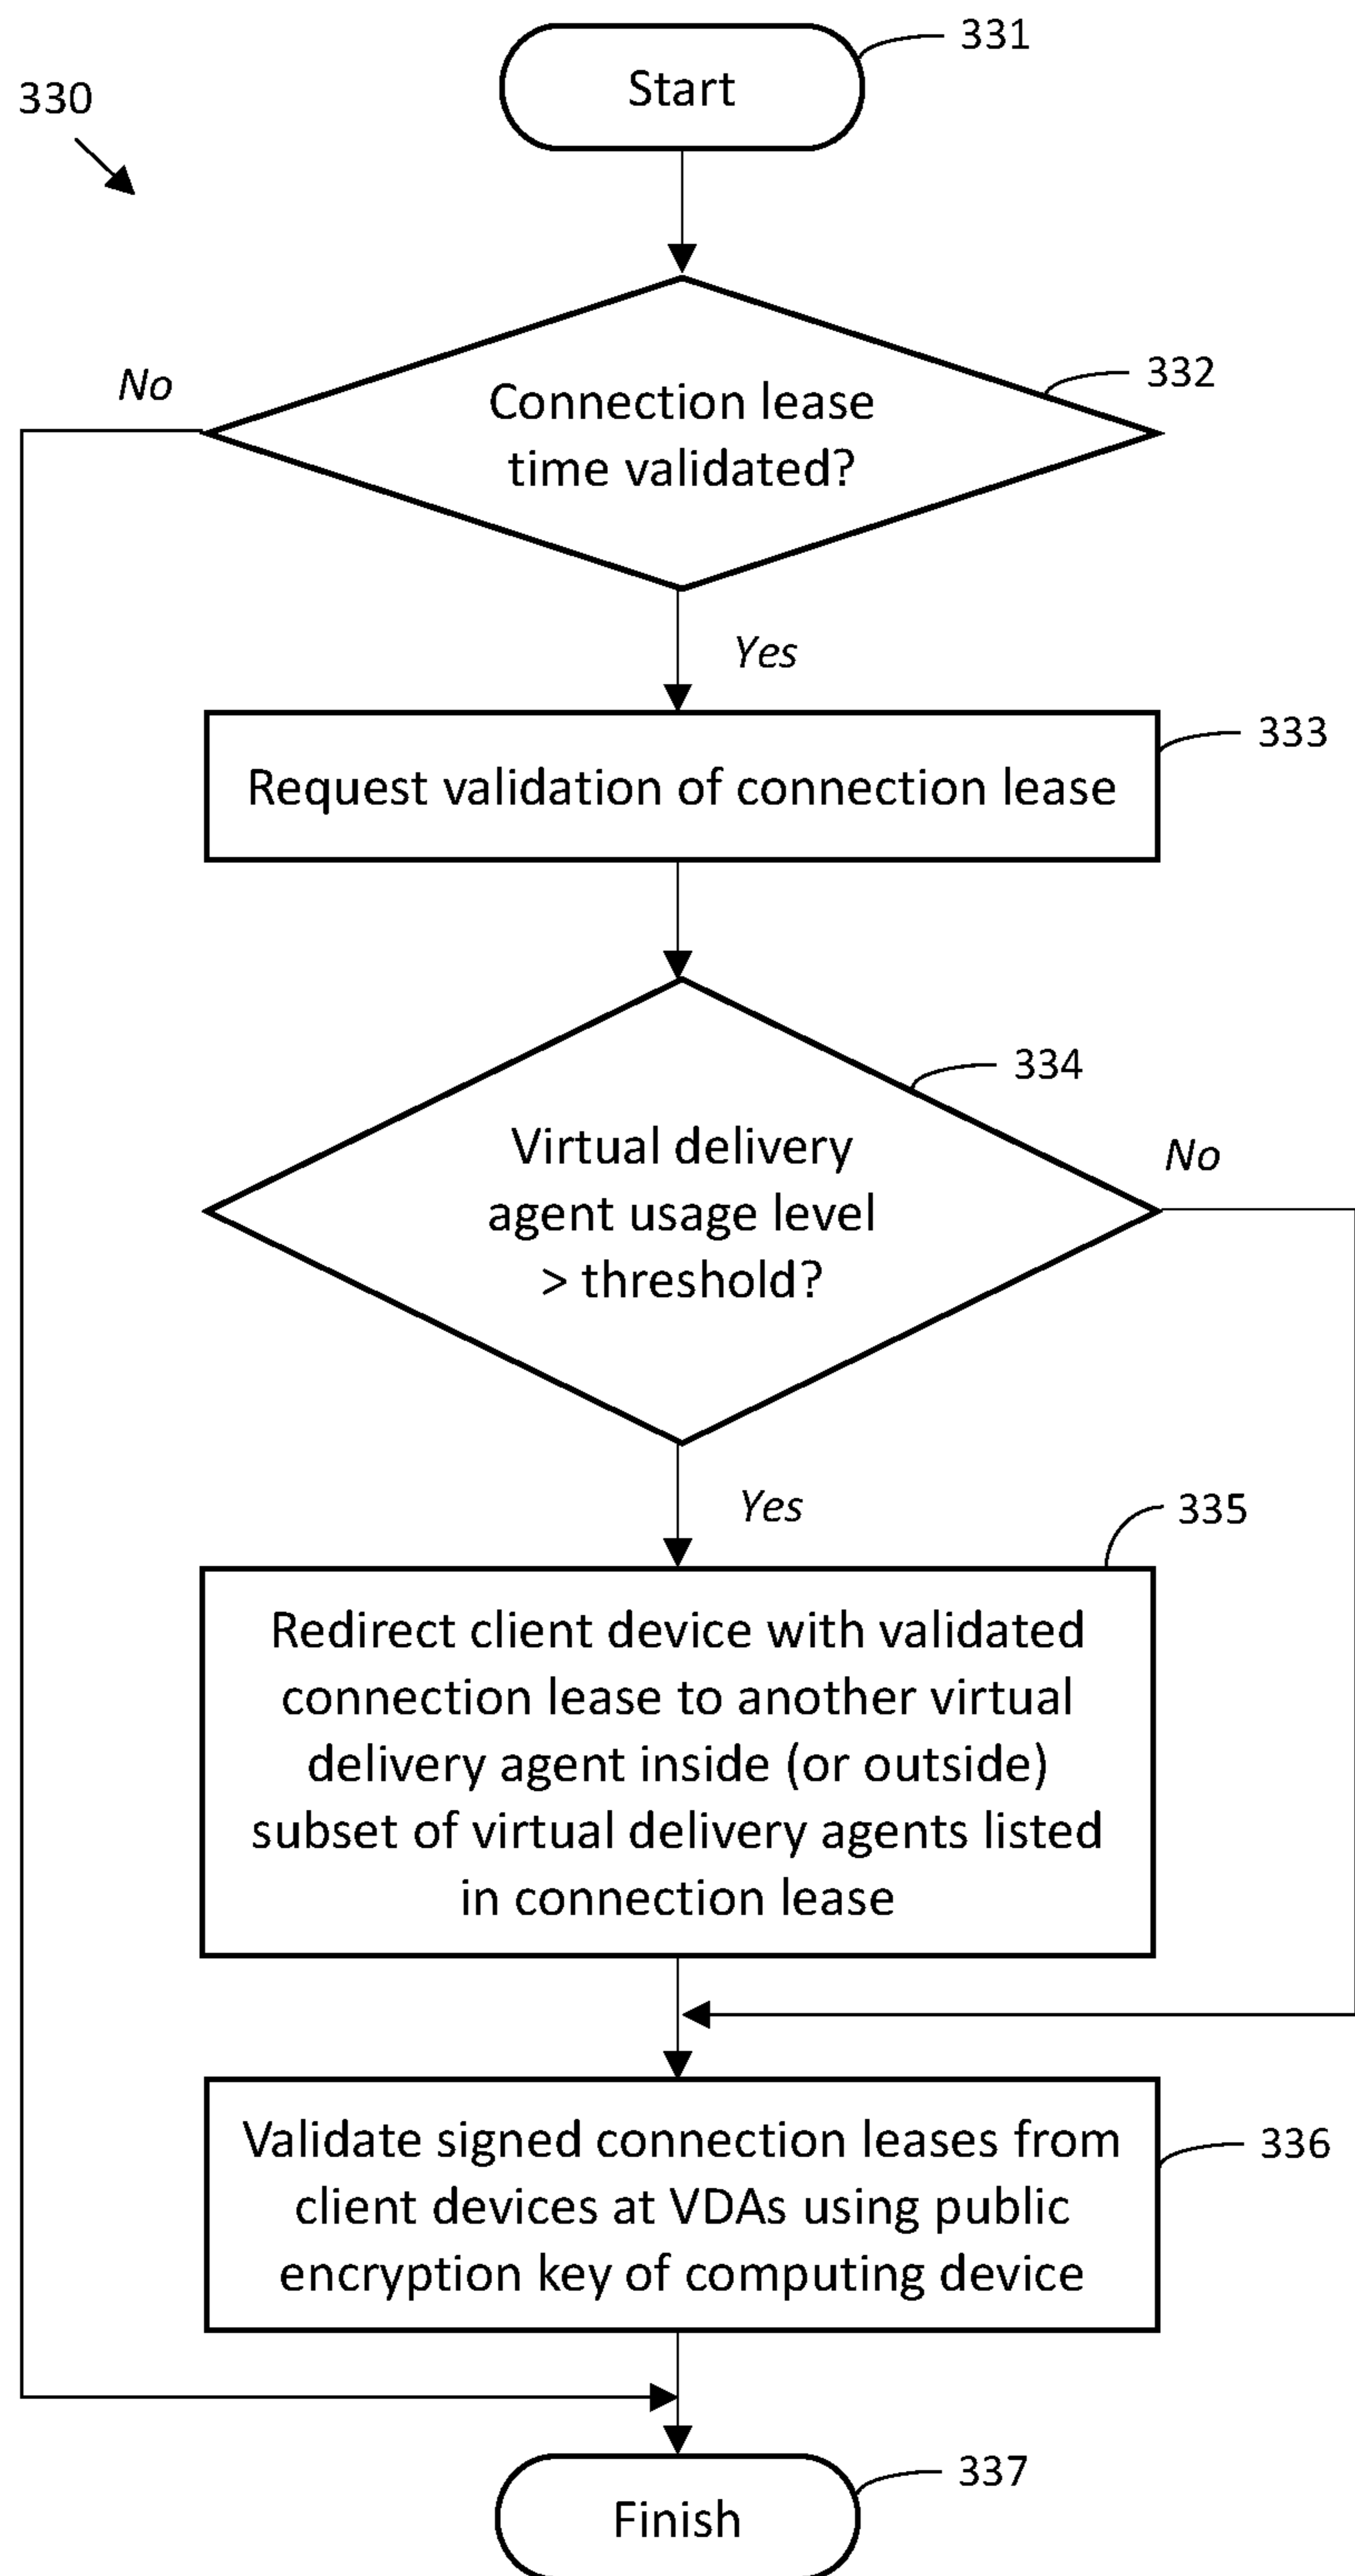 331
Start
330
332
No
Connection lease
time validated?
Yes
333
Request validation of connection lease
334
Virtual delivery
agent usage level
> threshold?
No
Yes
335
Redirect client device with validated
connection lease to another virtual
delivery agent inside (or outside)
subset of virtual delivery agents listed
in connection lease
336
Validate signed connection leases from
client devices at VDAs using public
encryption key of computing device
337
Finish